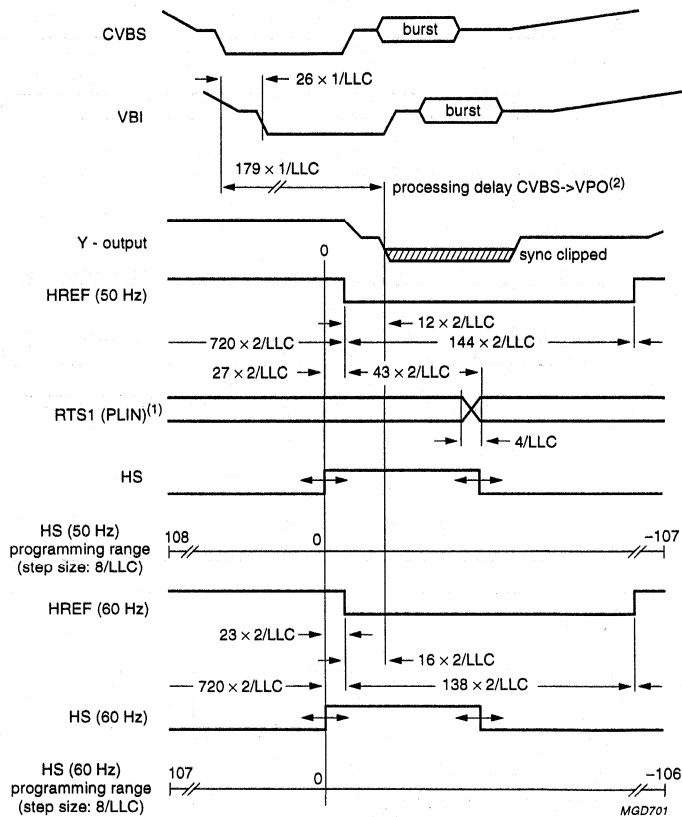 CVBS
burst
26 × 1/LLC
VBI
burst
179 × 1/LLC
processing delay CVBS->VPO(2)
Y - output
0
sync clipped
HREF (50 Hz)
12 × 2/LLC
720 × 2/LLC
144 × 2/LLC
27 × 2/LLC
43 × 2/LLC
RTS1 (PLIN)(1)
4/LLC
HS
HS (50 Hz)
programming range
(step size: 8/LLC)
108
0
−107
HREF (60 Hz)
23 × 2/LLC
16 × 2/LLC
720 × 2/LLC
138 × 2/LLC
HS (60 Hz)
HS (60 Hz)
programming range
(step size: 8/LLC)
107
0
−106
MGD701